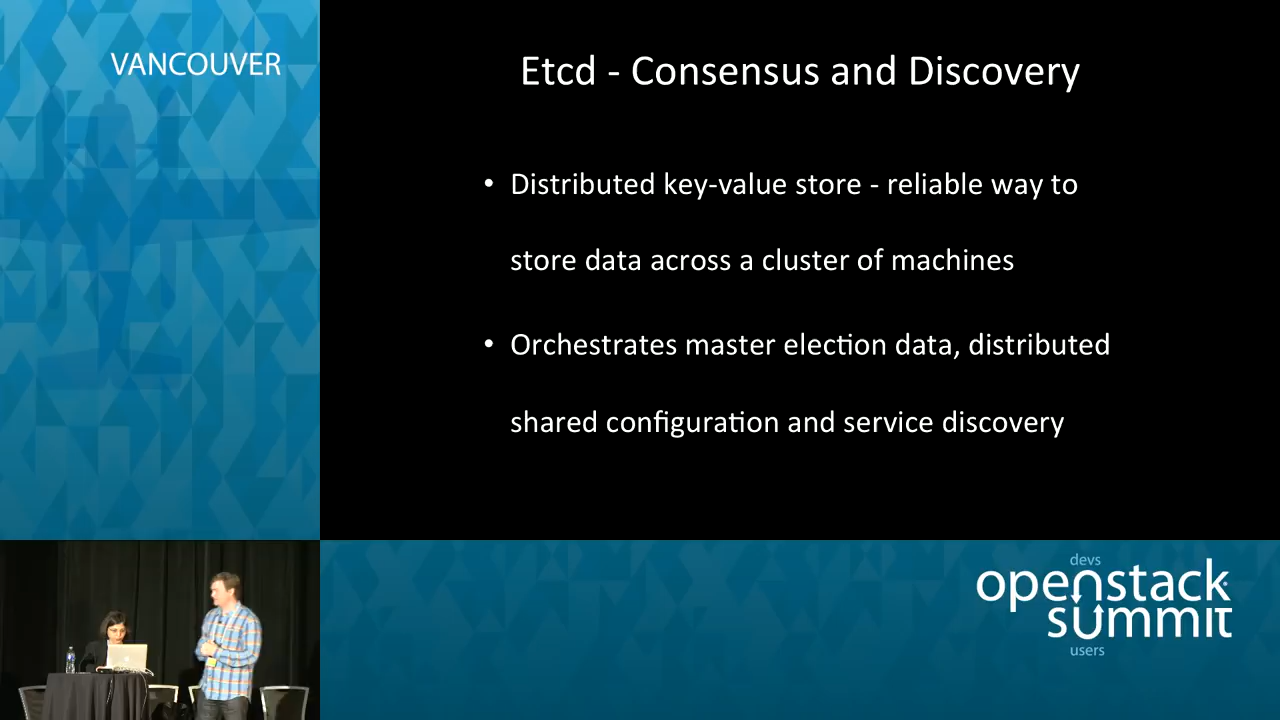 VANCOUVER
Etcd - Consensus and Discovery
• Distributed key-value store - reliable way to
store data across a cluster of machines
• Orchestrates master election data, distributed
shared configuration and service discovery
devs
openstack
summit
users